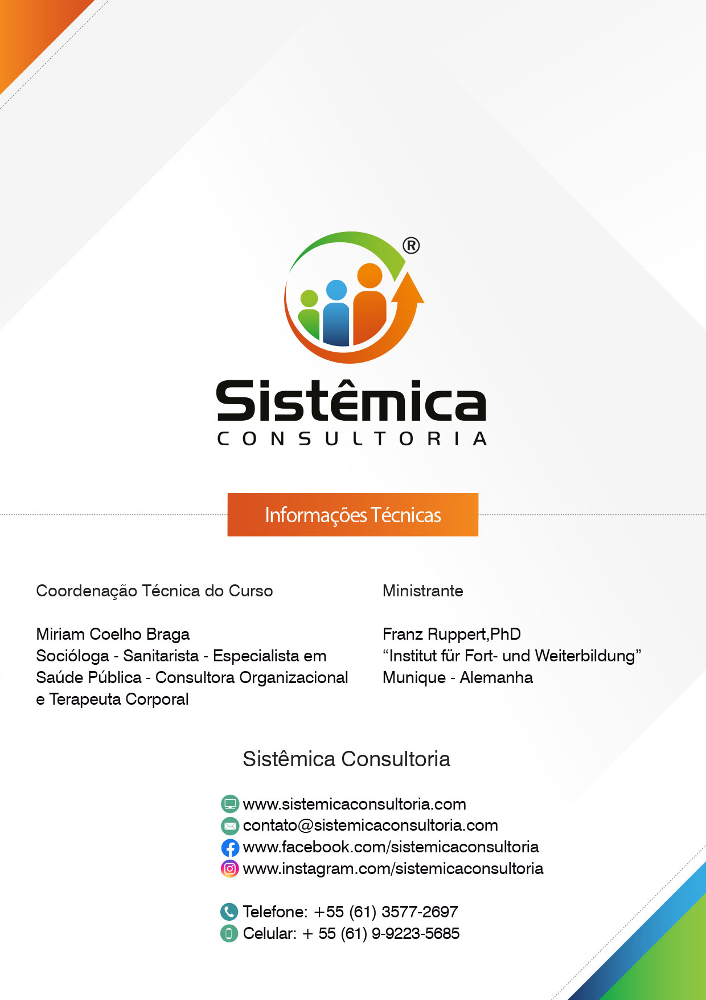 ®
Sistêmica
CONSULTORIA
Informações Técnicas
Coordenação Técnica do Curso
Miriam Coelho Braga
Socióloga - Sanitarista - Especialista em
Saúde Pública - Consultora Organizacional
e Terapeuta Corporal
Ministrante
Franz Ruppert,PhD
“Institut für Fort- und Weiterbildung”
Munique - Alemanha
Sistêmica Consultoria
www.sistemicaconsultoria.com
contato@sistemicaconsultoria.com
www.facebook.com/sistemicaconsultoria
www.instagram.com/sistemicaconsultoria
Telefone: +55 (61) 3577-2697
Celular: + 55 (61) 9-9223-5685